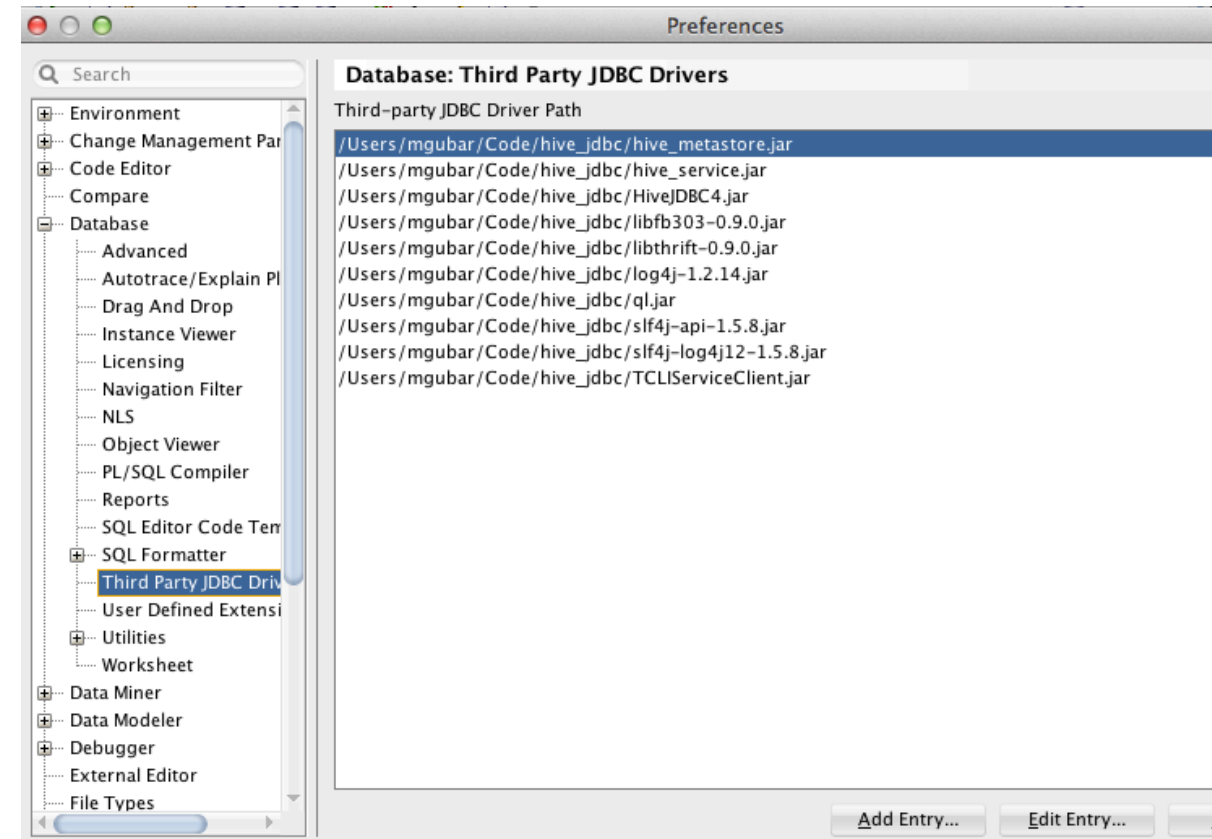 Preferences
Search
Environment
Change Management Par
Code Editor
Compare
Database
Advanced
Autotrace/Explain Pl
Drag And Drop
Instance Viewer
Licensing
Navigation Filter
NLS
Object Viewer
PL/SQL Compiler
Reports
SQL Editor Code Tem
SQL Formatter
Third Party JDBC Driv
User Defined Extensi
Utilities
Worksheet
Data Miner
Data Modeler
Debugger
External Editor
File Types
Database: Third Party JDBC Drivers
Third-party JDBC Driver Path
/Users/mgubar/Code/hive_jdbc/hive_metastore.jar
/Users/mgubar/Code/hive_jdbc/hive_service.jar
/Users/mgubar/Code/hive_jdbc/HiveJDBC4.jar
/Users/mgubar/Code/hive_jdbc/libfb303-0.9.0.jar
/Users/mgubar/Code/hive_jdbc/libthrift-0.9.0.jar
/Users/mgubar/Code/hive_jdbc/log4j-1.2.14.jar
/Users/mgubar/Code/hive_jdbc/ql.jar
/Users/mgubar/Code/hive_jdbc/slf4j-api-1.5.8.jar
/Users/mgubar/Code/hive_jdbc/slf4j-log4j12-1.5.8.jar
/Users/mgubar/Code/hive_jdbc/TCLIServiceClient.jar
Add Entry... Edit Entry...